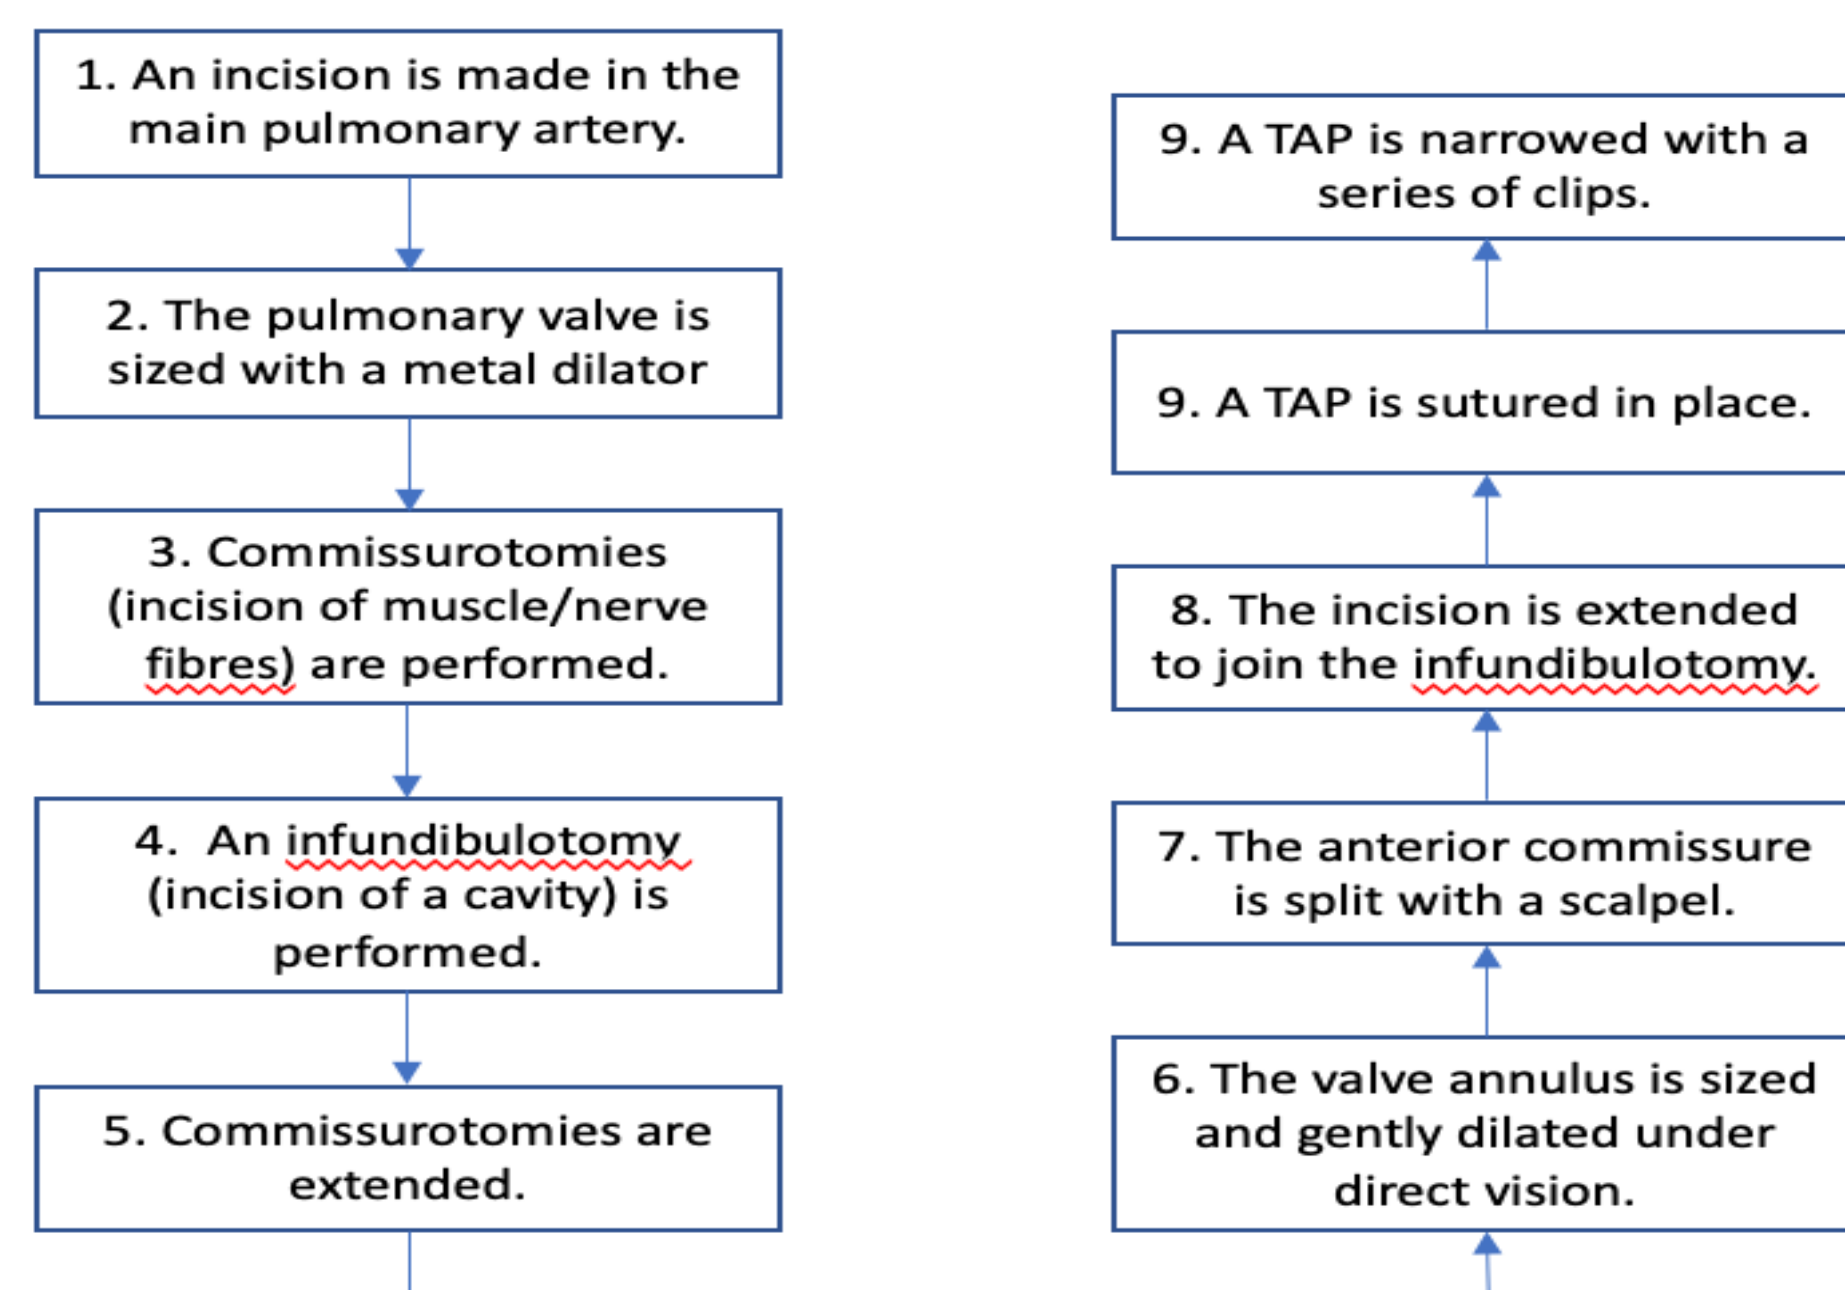 1. An incision is made in the
main pulmonary artery.
2. The pulmonary valve is
sized with a metal dilator
3. Commissurotomies
(incision of muscle/nerve
fibres) are performed.
4.  An infundibulotomy
(incision of a cavity) is
performed.
5. Commissurotomies are
extended.
6. The valve annulus is sized
and gently dilated under
direct vision.
7. The anterior commissure
is split with a scalpel.
8. The incision is extended
to join the infundibulotomy.
9. A TAP is sutured in place.
9. A TAP is narrowed with a
series of clips.